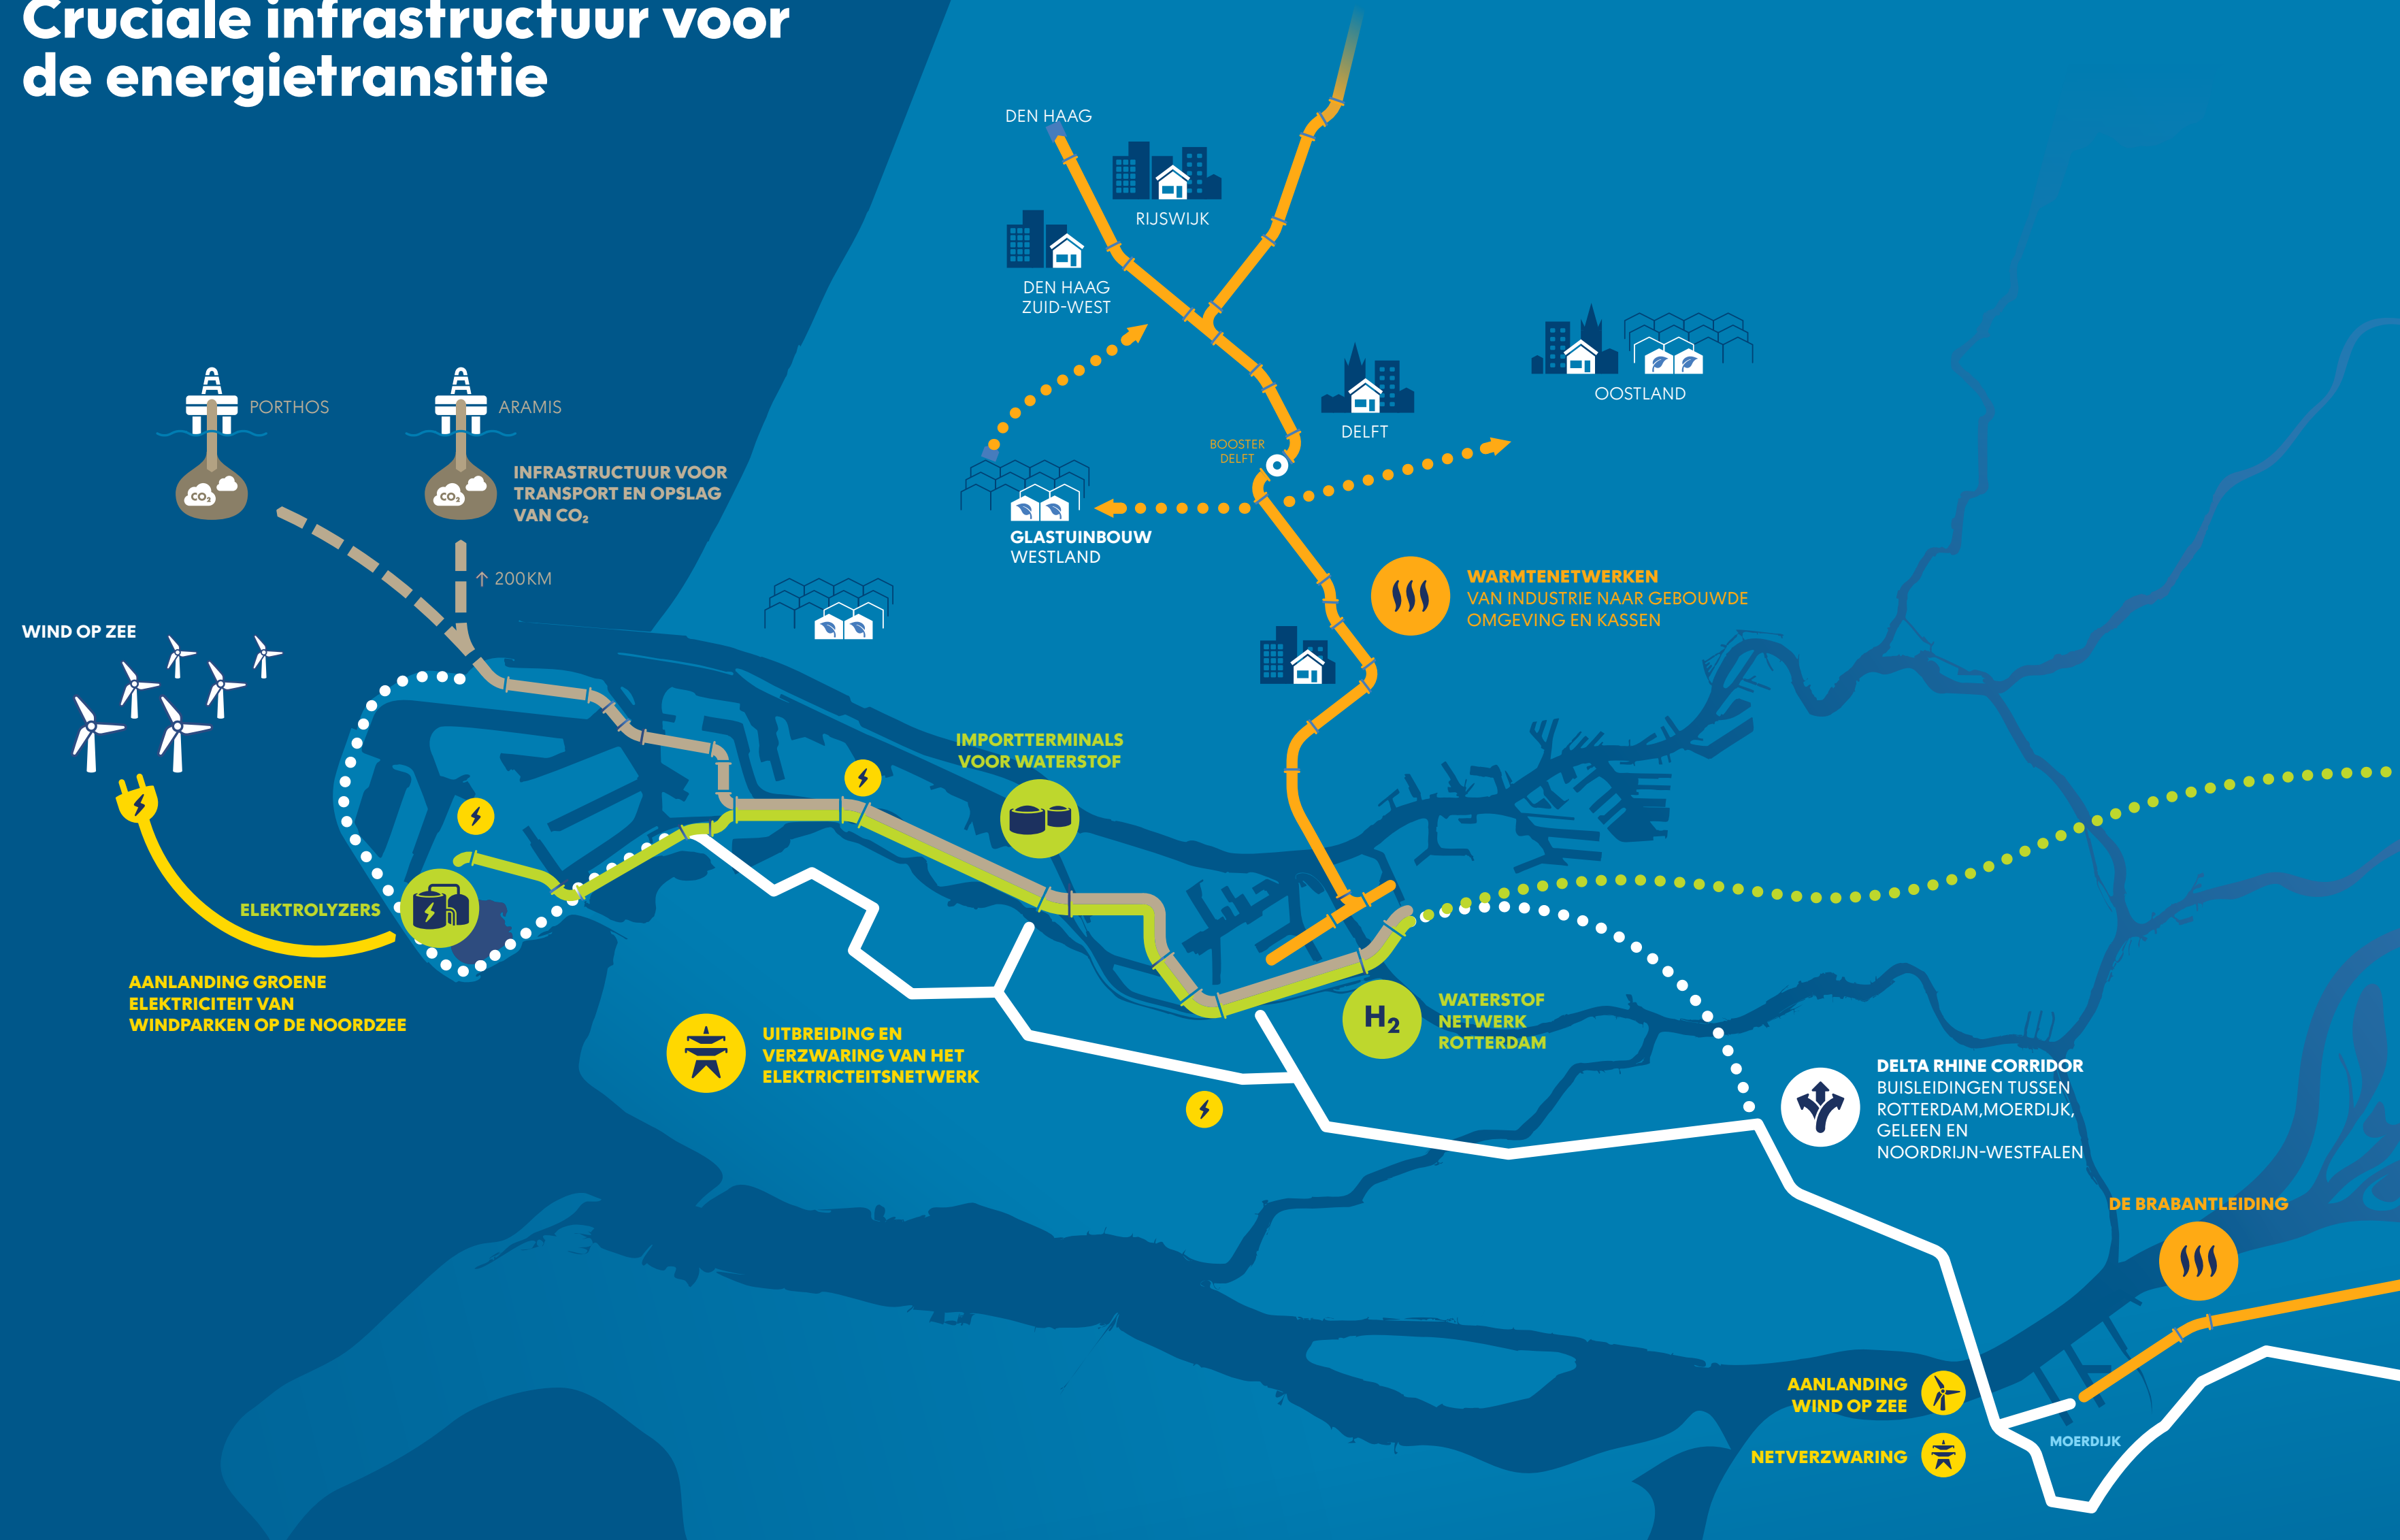 Cruciale infrastructuur voor
de energietransitie
DEN HAAG
RIJSWIJK
DEN HAAG
ZUID-WEST
OOSTLAND
DELFT
BOOSTER
DELFT
PORTHOS
ARAMIS
CO₂
CO₂
INFRASTRUCTUUR VOOR
TRANSPORT EN OPSLAG
VAN CO₂
↑ 200KM
GLASTUINBOUW
WESTLAND
WARMTENETWERKEN
VAN INDUSTRIE NAAR GEBOUWDE
OMGEVING EN KASSEN
WIND OP ZEE
IMPORTTERMINALS
VOOR WATERSTOF
ELEKTROLYZERS
AANLANDING GROENE
ELEKTRICITEIT VAN
WINDPARKEN OP DE NOORDZEE
UITBREIDING EN
VERZWARING VAN HET
ELEKTRICTEITSNETWERK
H₂
WATERSTOF
NETWERK
ROTTERDAM
DELTA RHINE CORRIDOR
BUISLEIDINGEN TUSSEN
ROTTERDAM,MOERDIJK,
GELEEN EN
NOORDRIJN-WESTFALEN
DE BRABANTLEIDING
AANLANDING
WIND OP ZEE
NETVERZWARING
MOERDIJK